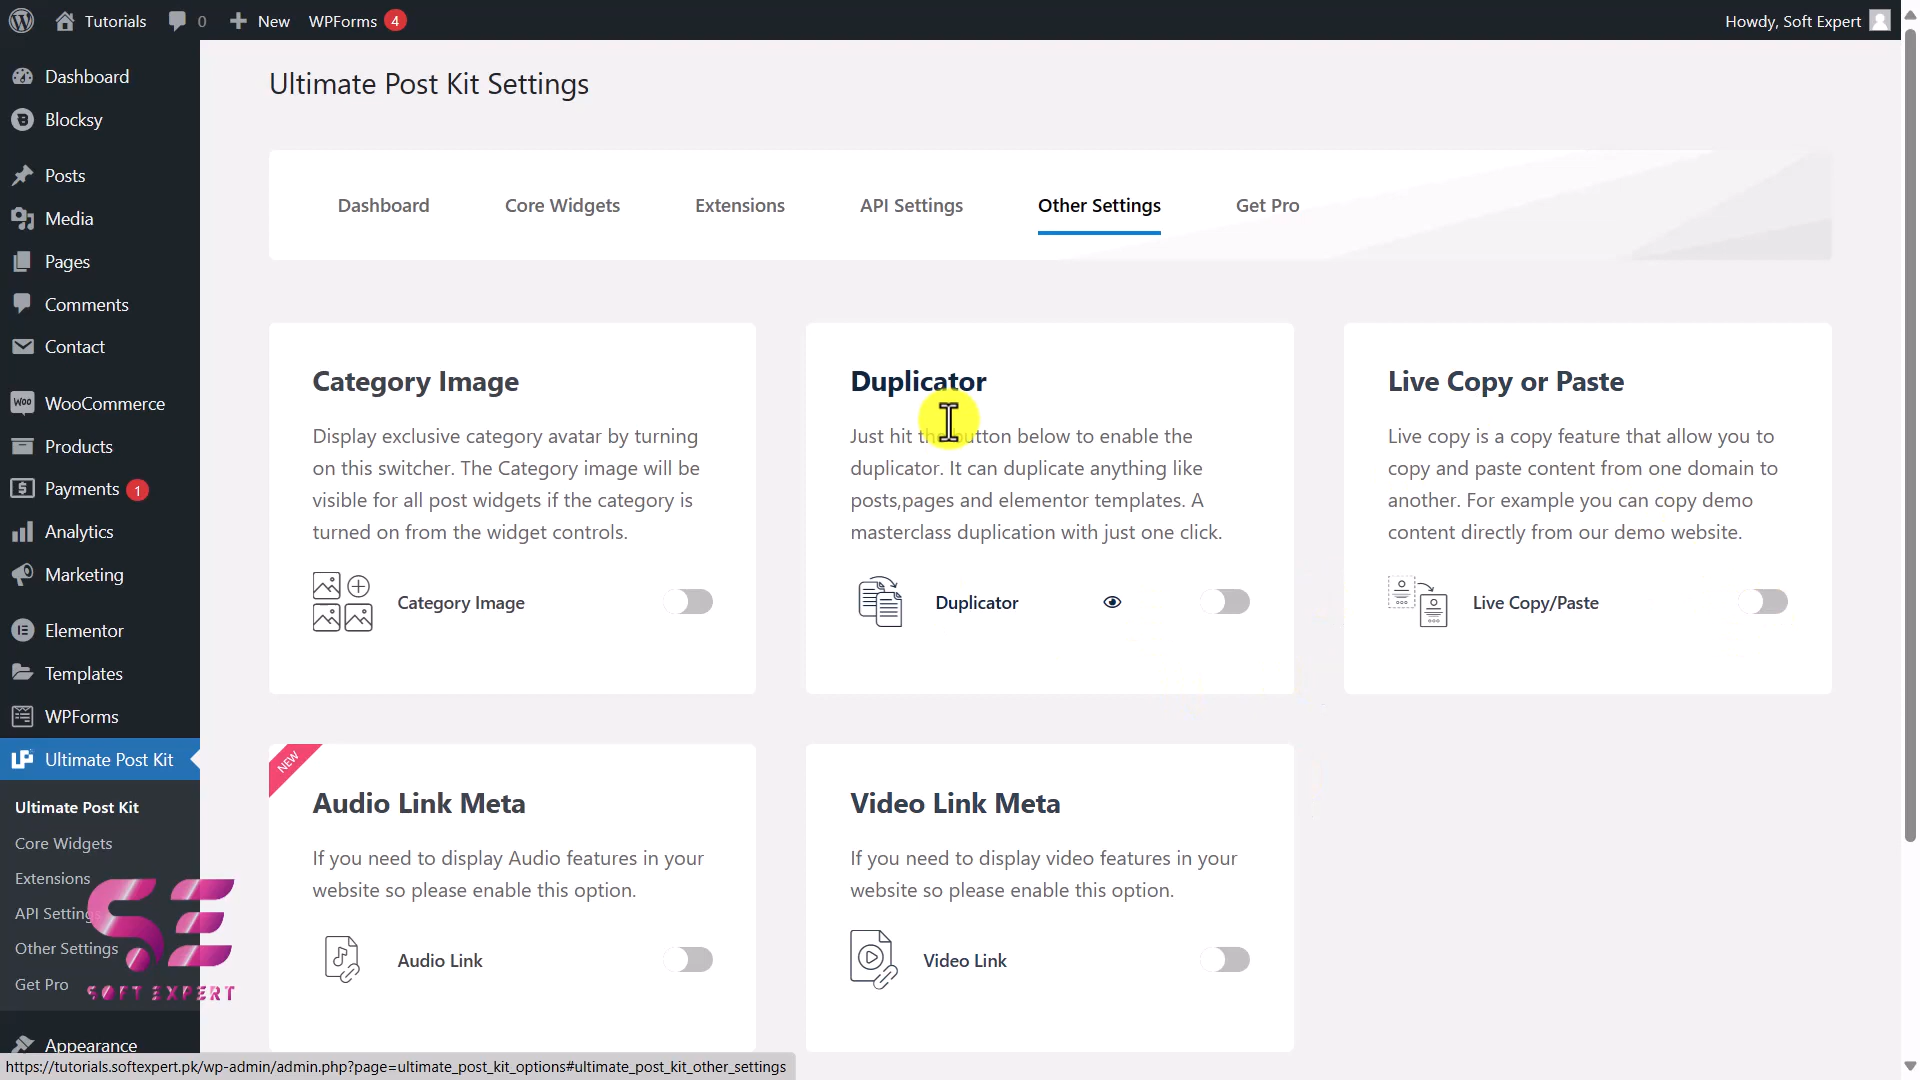 Tutorials
0
New
WPForms
4
Howdy, Soft Expert
Dashboard
Blocksy
Posts
Media
Pages
Comments
Contact
WooCommerce
Products
Payments
1
Analytics
Marketing
Elementor
Templates
WPForms
Ultimate Post Kit
Ultimate Post Kit
Core Widgets
Extensions
API Settings
Other Settings
Get Pro
Appearance
SE
SOFT EXPERT
Ultimate Post Kit Settings
Dashboard
Core Widgets
Extensions
API Settings
Other Settings
Get Pro
Category Image
Display exclusive category avatar by turning
on this switcher. The Category image will be
visible for all post widgets if the category is
turned on from the widget controls.
Category Image
Duplicator
Just hit the button below to enable the
duplicator. It can duplicate anything like
posts,pages and elementor templates. A
masterclass duplication with just one click.
Duplicator
Live Copy or Paste
Live copy is a copy feature that allow you to
copy and paste content from one domain to
another. For example you can copy demo
content directly from our demo website.
Live Copy/Paste
NEW
Audio Link Meta
If you need to display Audio features in your
website so please enable this option.
Audio Link
Video Link Meta
If you need to display video features in your
website so please enable this option.
Video Link
https://tutorials.softexpert.pk/wp-admin/admin.php?page=ultimate_post_kit_options#ultimate_post_kit_other_settings